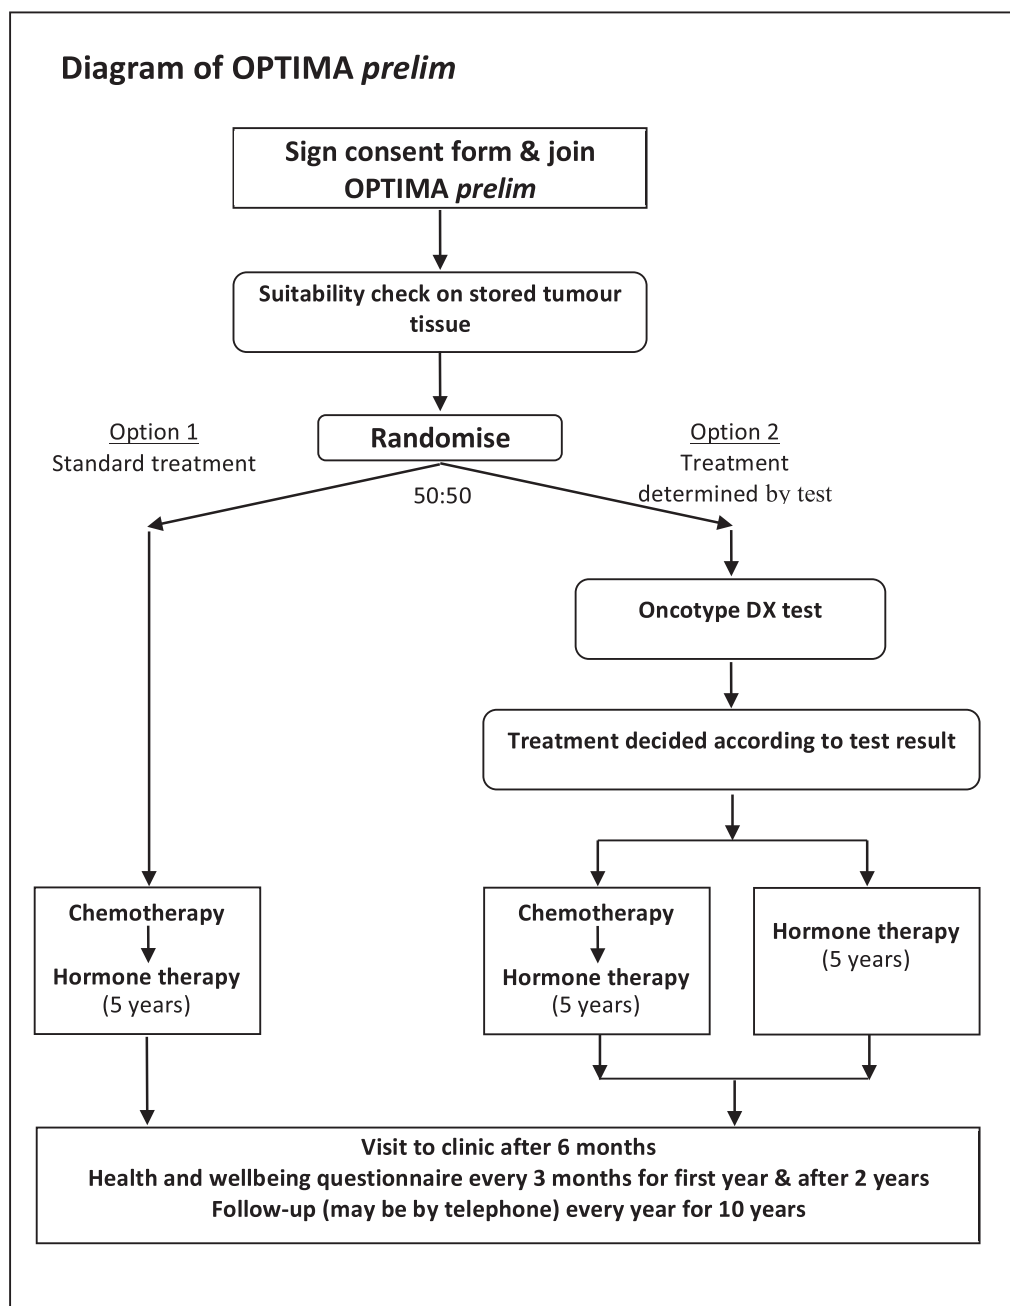 Diagram of OPTIMA prelim
Sign consent form & join
OPTIMA prelim
Suitability check on stored tumour
tissue
Option 1
Standard treatment
Randomise
50:50
Option 2
Treatment
determined by test
Oncotype DX test
Treatment decided according to test result
Chemotherapy
Hormone therapy
(5 years)
Chemotherapy
Hormone therapy
(5 years)
Hormone therapy
(5 years)
Visit to clinic after 6 months
Health and wellbeing questionnaire every 3 months for first year & after 2 years
Follow-up (may be by telephone) every year for 10 years